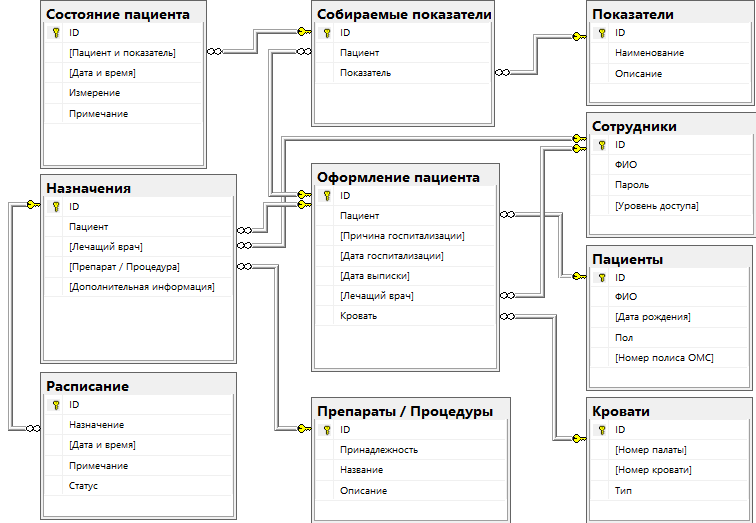 Состояние пациента
ID
[Пациент и показатель]
[Дата и время]
Измерение
Примечание
Собираемые показатели
ID
Пациент
Показатель
Показатели
ID
Наименование
Описание
Сотрудники
ID
ФИО
Пароль
[Уровень доступа]
Назначения
ID
Пациент
[Лечащий врач]
[Препарат / Процедура]
[Дополнительная информация]
Оформление пациента
ID
Пациент
[Причина госпитализации]
[Дата госпитализации]
[Дата выписки]
[Лечащий врач]
Кровать
Пациенты
ID
ФИО
[Дата рождения]
Пол
[Номер полиса ОМС]
Расписание
ID
Назначение
[Дата и время]
Примечание
Статус
Препараты / Процедуры
ID
Принадлежность
Название
Описание
Кровати
ID
[Номер палаты]
[Номер кровати]
Тип